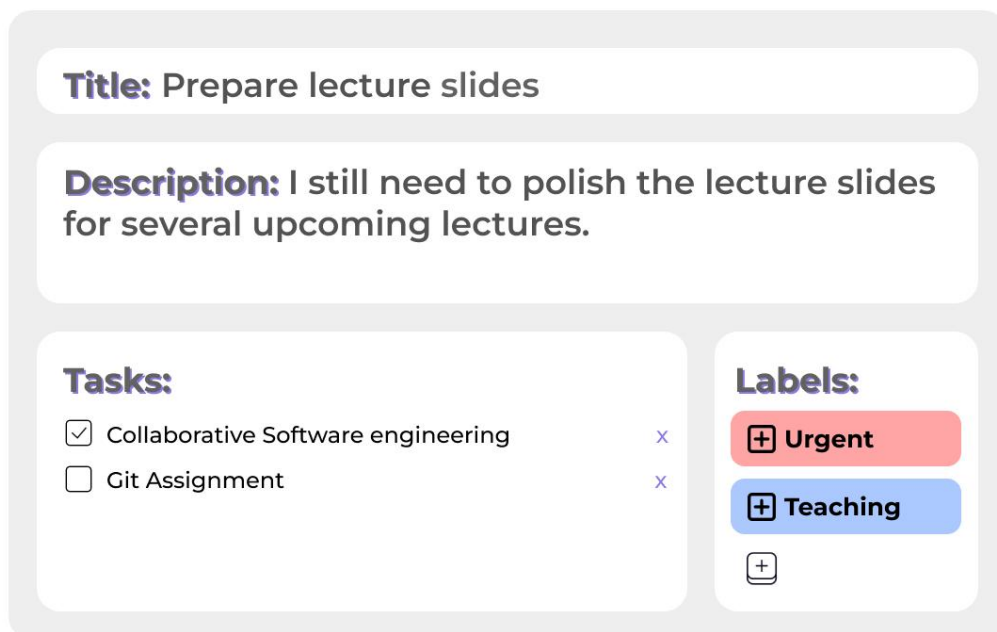 Title: Prepare lecture slides
Description: I still need to polish the lecture slides
for several upcoming lectures.
Tasks:
Collaborative Software engineering x
Git Assignment x
Labels:
Urgent
Teaching